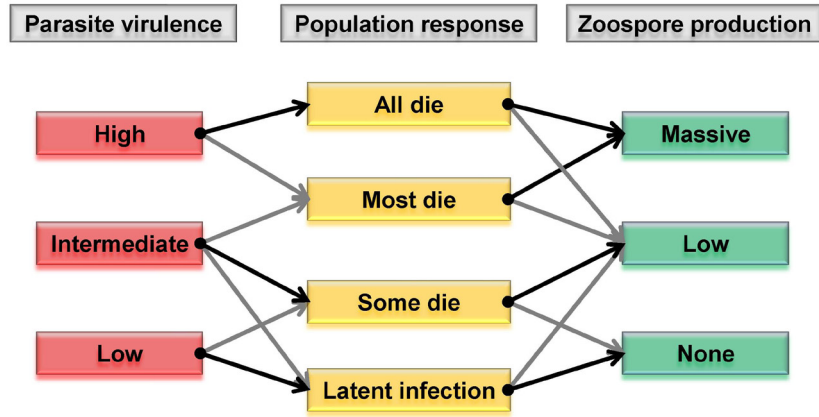 Parasite virulence
Population response
Zoospore production
High
Intermediate
Low
All die
Most die
Some die
Latent infection
Massive
Low
None